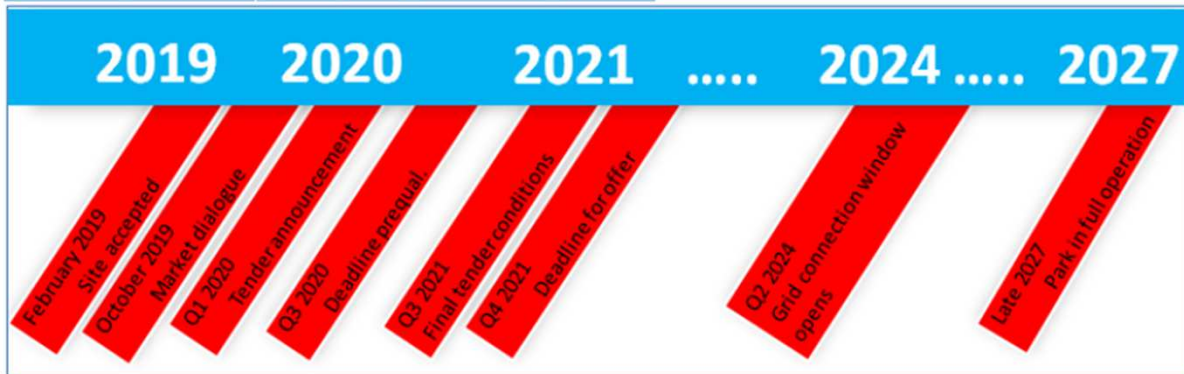 2019 2020 2021 ..... 2024 ..... 2027
February 2019
Site accepted
October 2019
Market dialogue
Q1 2020
Tender announcement
Q3 2020
Deadline prequal.
Q3 2021
Final tender conditions
Q4 2021
Deadline for offer
Q2 2024
Grid connection window
opens
Late 2027
Park in full operation